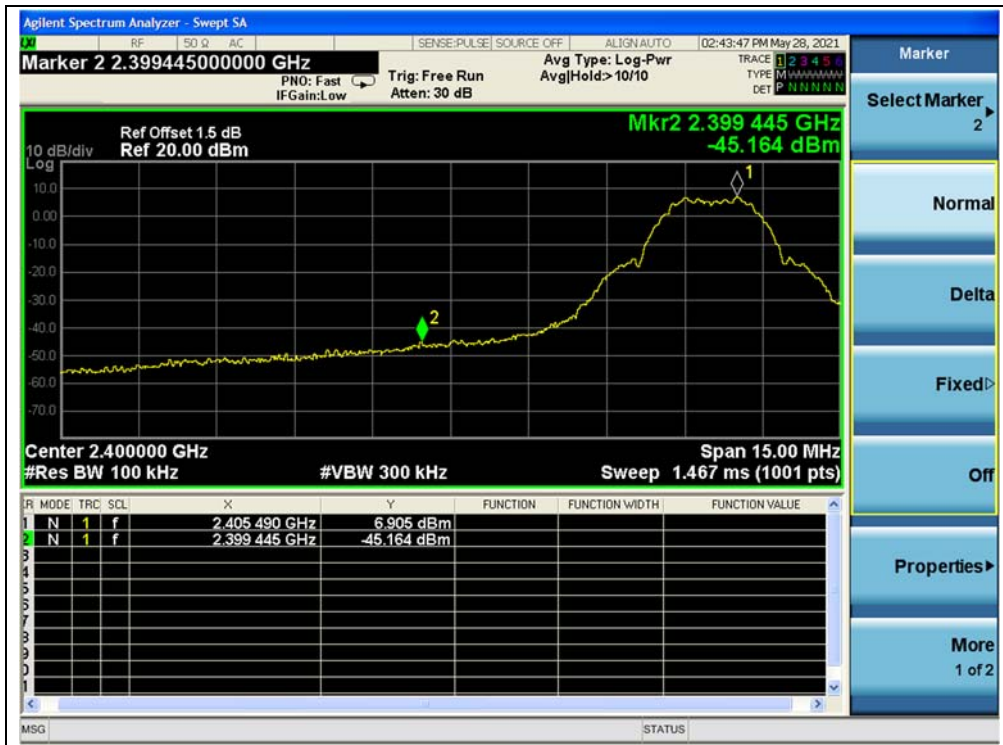 Agilent Spectrum Analyzer - Swept SA
RF 50 Ω AC SENSE:PULSE SOURCE OFF ALIGN AUTO 02:43:47 PM May 28, 2021
Marker 2 2.399445000000 GHz
PNO: Fast
IFGain:Low
Trig: Free Run
Atten: 30 dB
Avg Type: Log-Pwr
Avg|Hold:> 10/10
TRACE 1 2 3 4 5 6
TYPE M W W W W W
DET P N N N N N
Ref Offset 1.5 dB
Ref 20.00 dBm
10 dB/div
Log
Mkr2 2.399 445 GHz
-45.164 dBm
10.0
0.00
-10.0
-20.0
-30.0
-40.0
-50.0
-60.0
-70.0
1
2
Center 2.400000 GHz Span 15.00 MHz
#Res BW 100 kHz #VBW 300 kHz Sweep 1.467 ms (1001 pts)
MODE TRC SCL X Y FUNCTION FUNCTION WIDTH FUNCTION VALUE
1 N 1 f 2.405 490 GHz 6.905 dBm
2 N 1 f 2.399 445 GHz -45.164 dBm
3
4
5
6
7
8
9
MSG STATUS
Marker
Select Marker
2
Normal
Delta
Fixed
Off
Properties
More
1 of 2